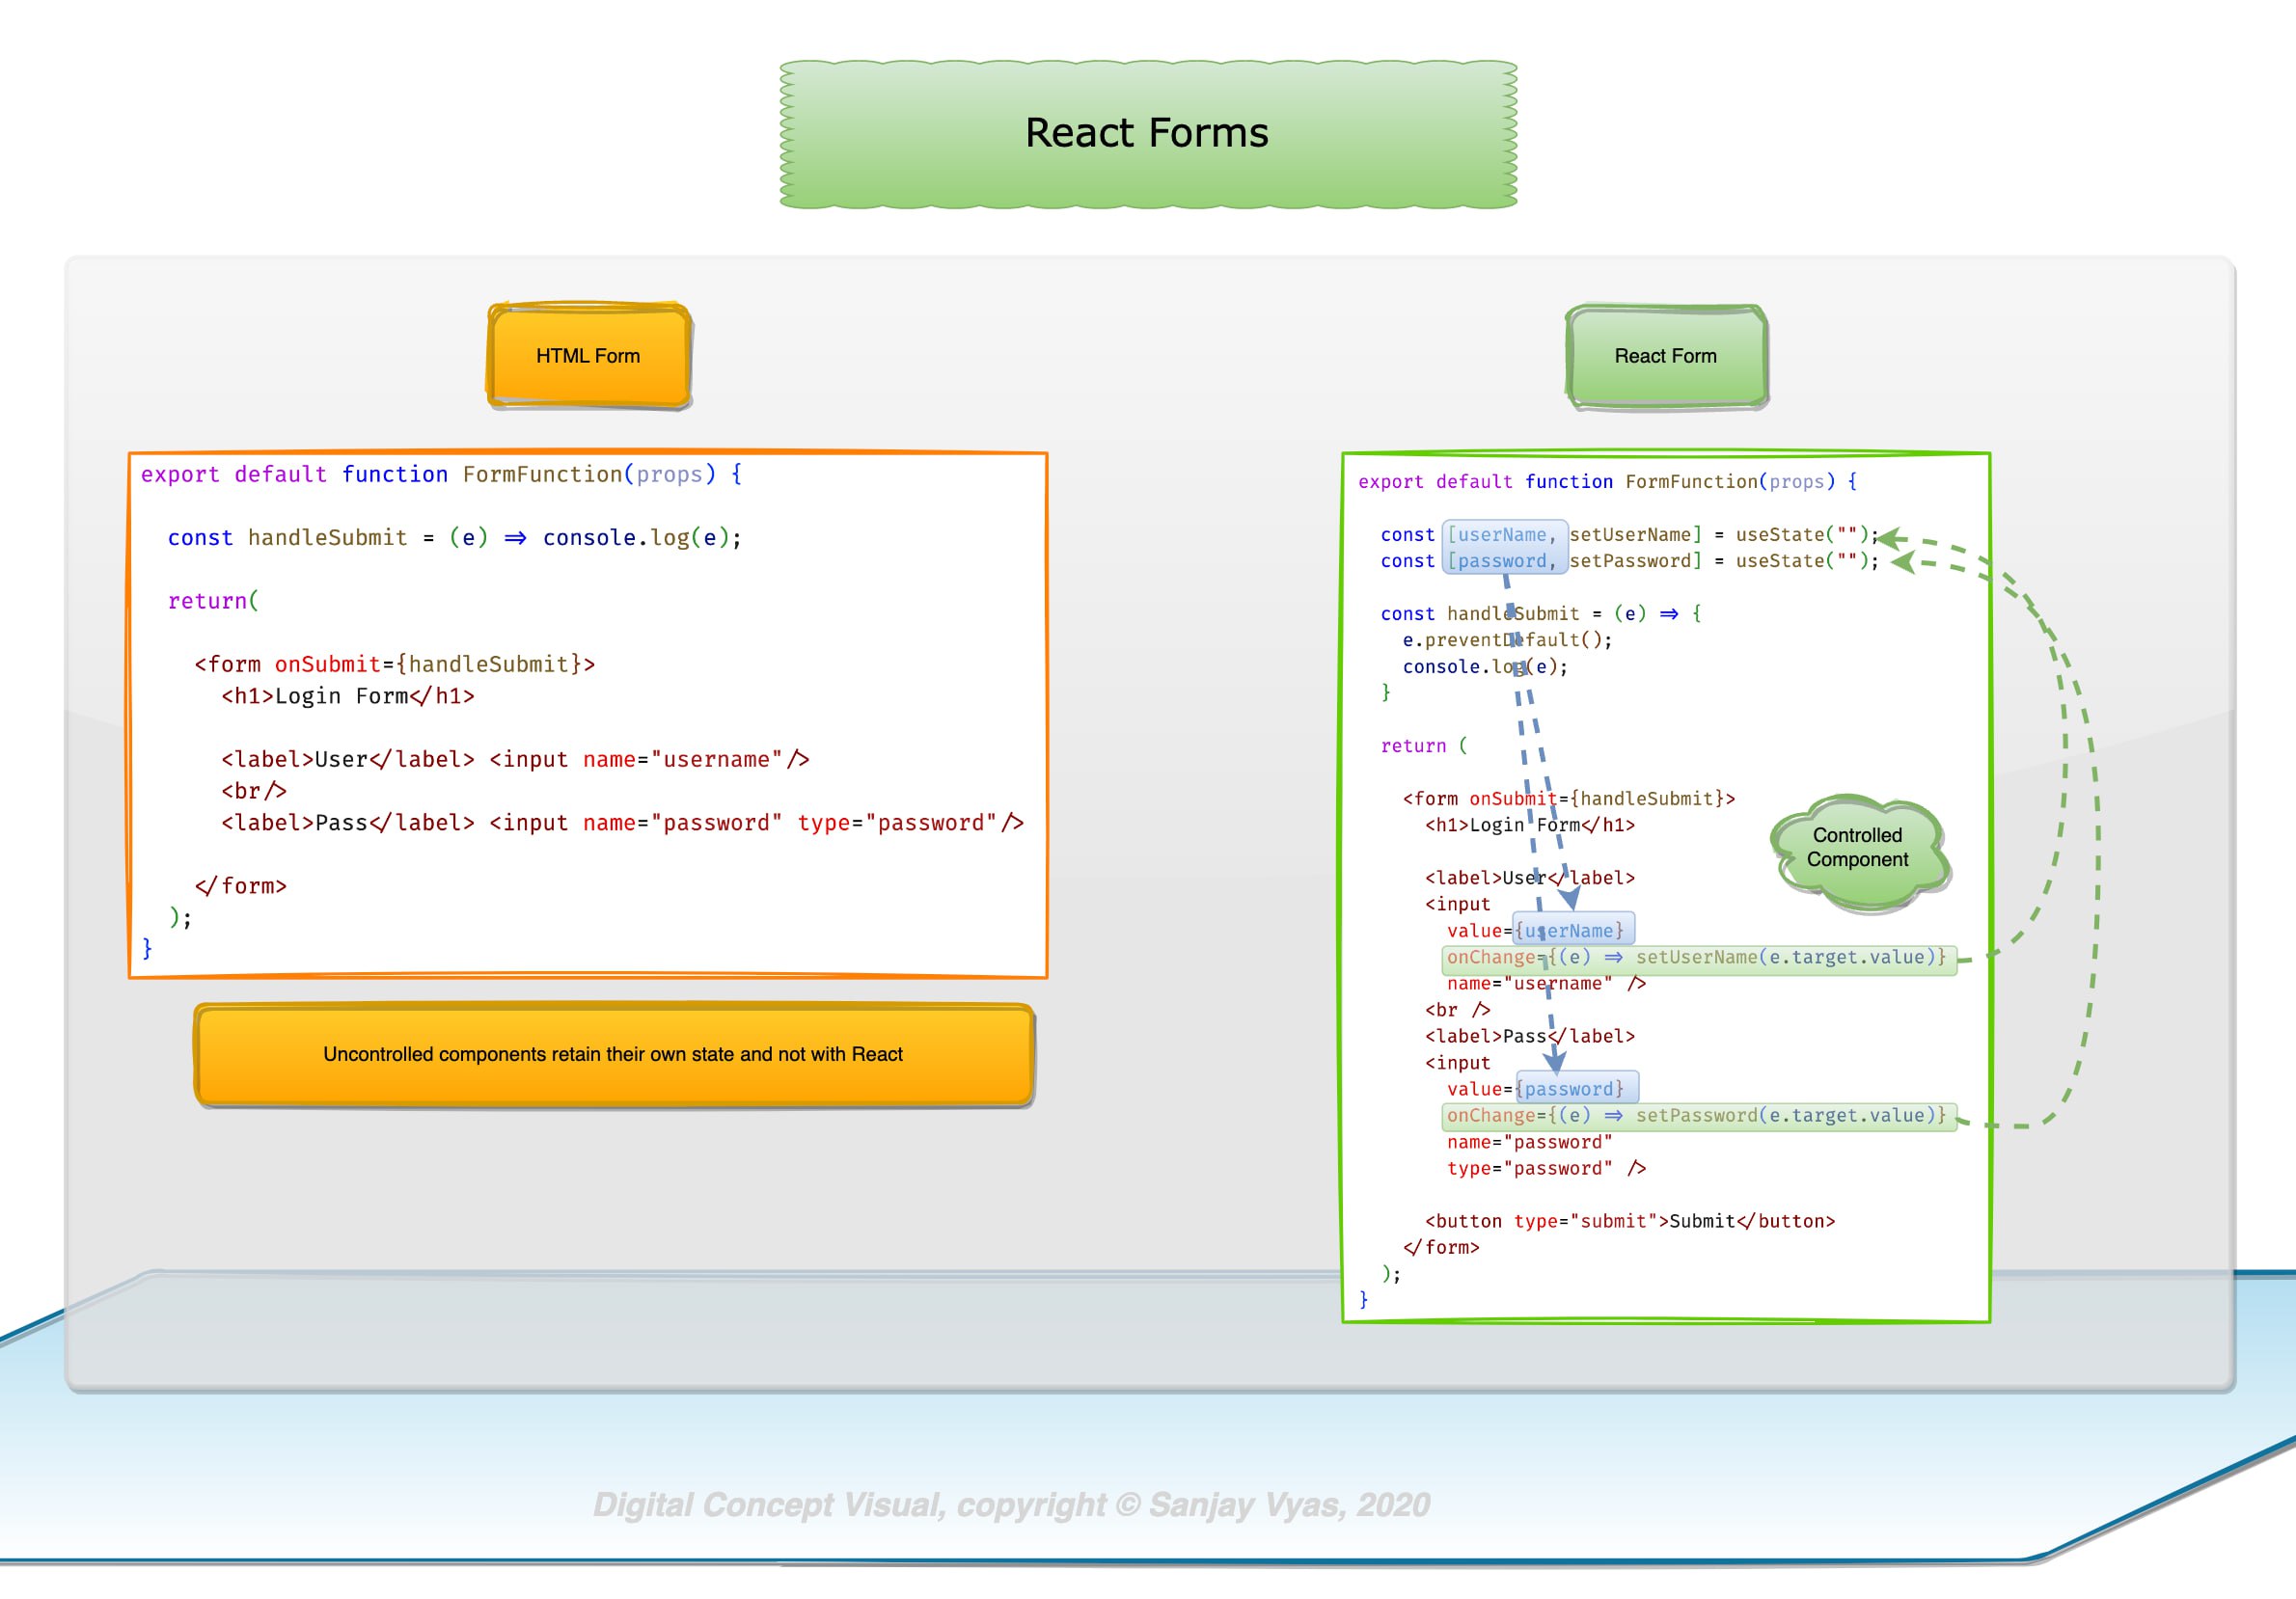 React Forms
HTML Form
export default function FormFunction(props) {
const handleSubmit = (e) => console.log(e);
return(
<form onSubmit={handleSubmit}>
<h1>Login Form</h1>
<label>User</label> <input name="username"/>
<br/>
<label>Pass</label> <input name="password" type="password"/>
</form>
);
}
Uncontrolled components retain their own state and not with React
React Form
export default function FormFunction(props) {
const [userName, setUserName] = useState("");
const [password, setPassword] = useState("");
const handleSubmit = (e) => {
e.preventDefault();
console.log(e);
}
return (
<form onSubmit={handleSubmit}>
<h1>Login Form</h1>
<label>User</label>
<input
value={userName}
onChange={(e) => setUserName(e.target.value)}
name="username" />
<br />
<label>Pass</label>
<input
value={password}
onChange={(e) => setPassword(e.target.value)}
name="password"
type="password" />
<button type="submit">Submit</button>
</form>
);
}
Controlled
Component
Digital Concept Visual, copyright © Sanjay Vyas, 2020